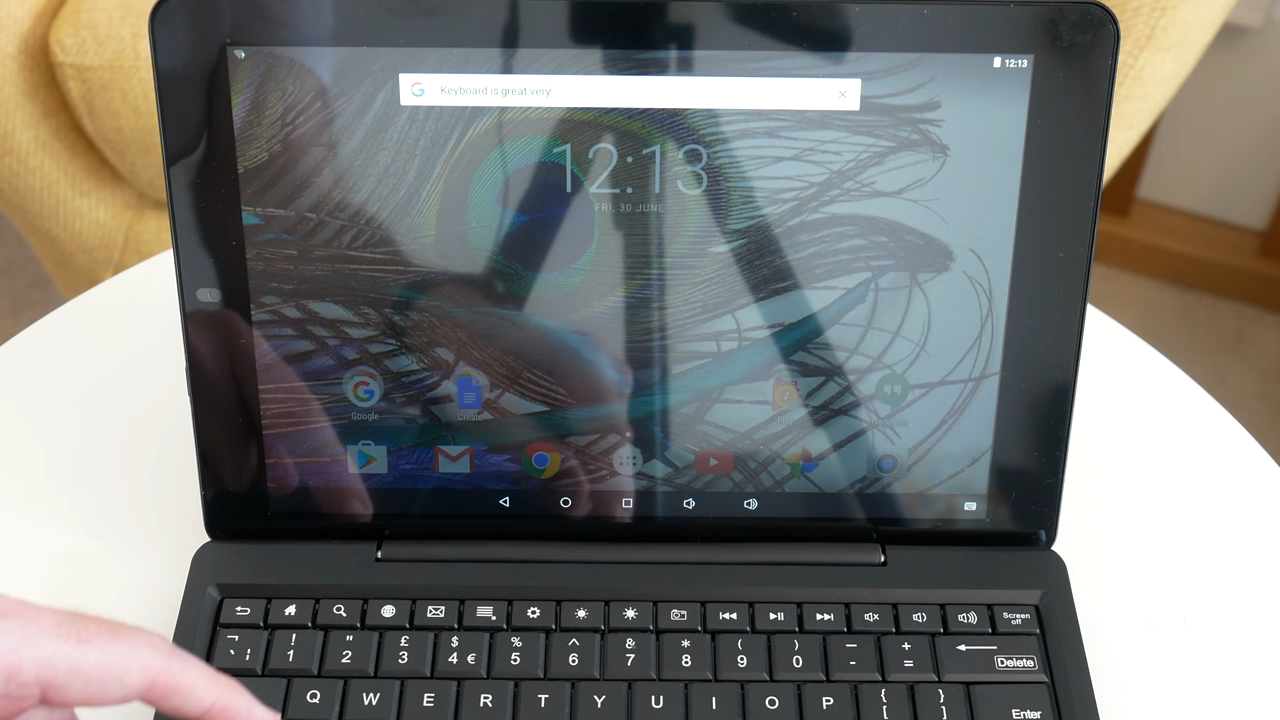 12:13
Keyboard is great very
12:13
FRI, 30 JUNE
Google
Create
Screen off
! " £ $ % ^ & * ( ) - +
` 1 2 3 4 € 5 6 7 8 9 0 - =
Delete
Q W E R T Y U I O P { [ } ]
Enter